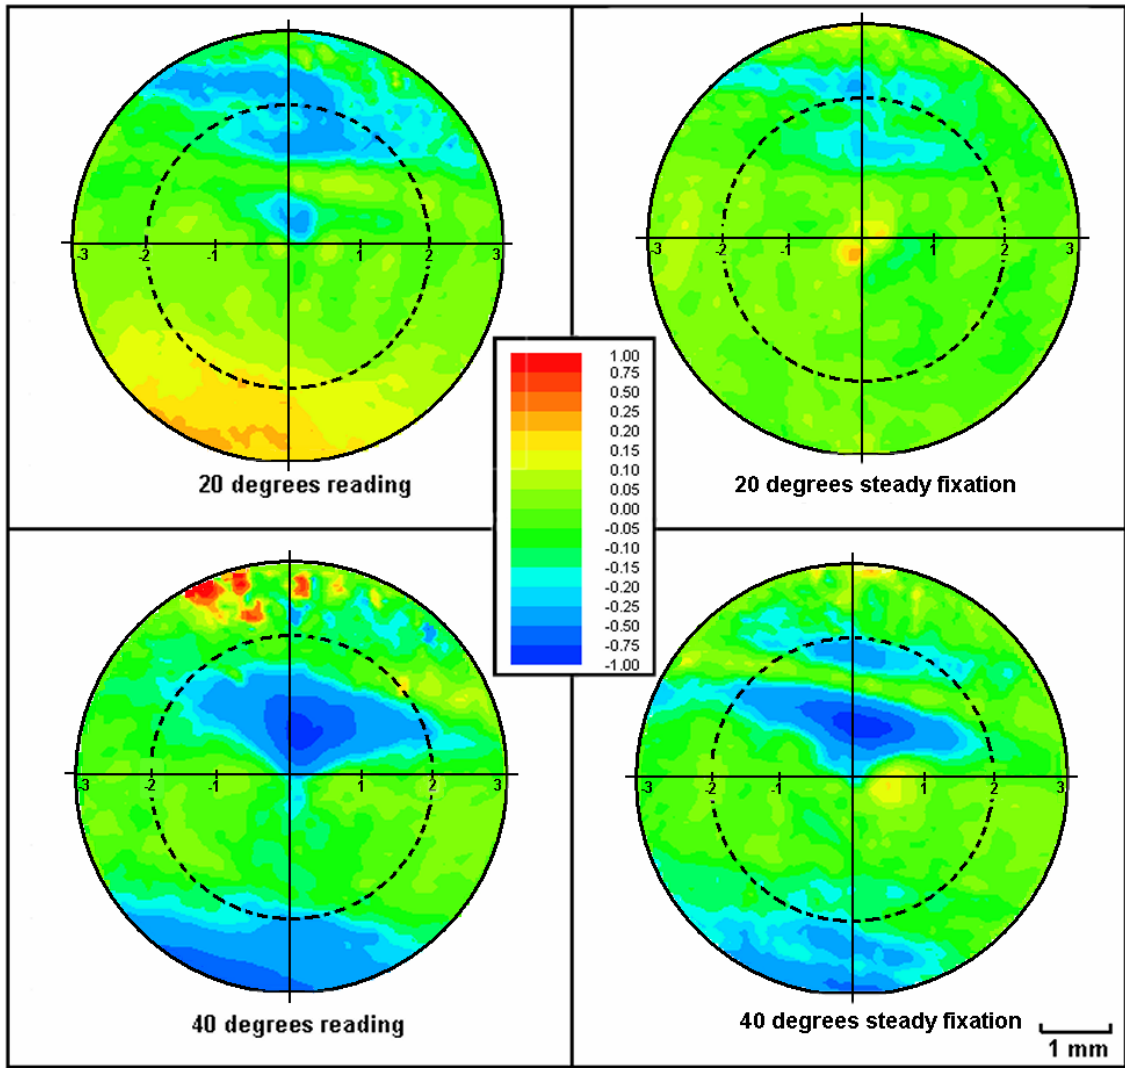 -3 -2 -1 1 2 3
20 degrees reading
-3 -2 -1 1 2 3
20 degrees steady fixation
1.00
0.75
0.50
0.25
0.20
0.15
0.10
0.05
0.00
-0.05
-0.10
-0.15
-0.20
-0.25
-0.50
-0.75
-1.00
-3 -2 -1 1 2 3
40 degrees reading
-3 -2 -1 1 2 3
40 degrees steady fixation
1 mm